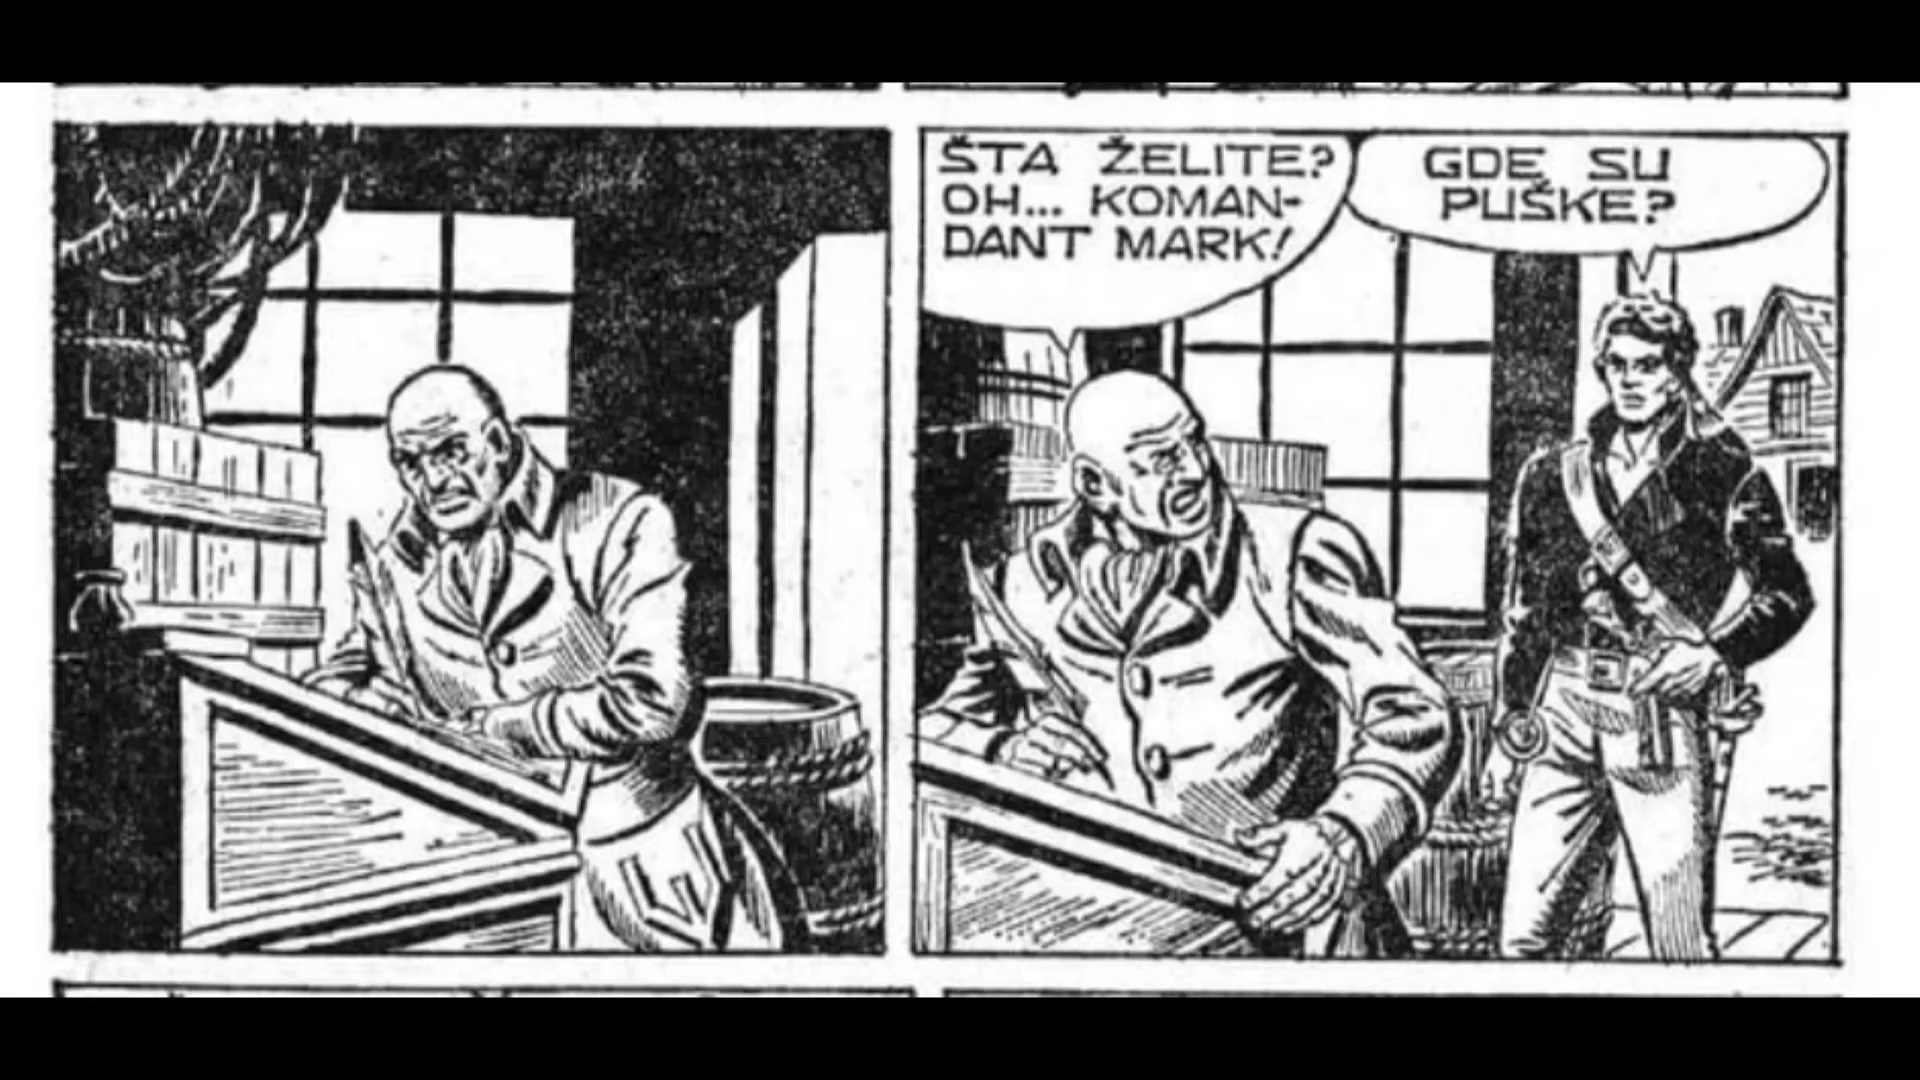 ŠTA ŽELITE?
OH... KOMAN-
DANT MARK!
GDE SU
PUŠKE?